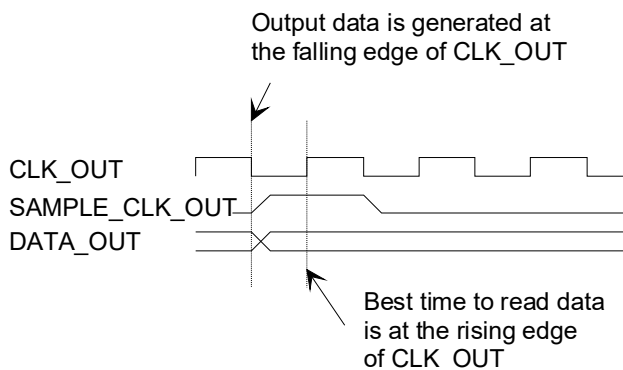 Output data is generated at
the falling edge of CLK_OUT
CLK_OUT
SAMPLE_CLK_OUT
DATA_OUT
Best time to read data
is at the rising edge
of CLK_OUT